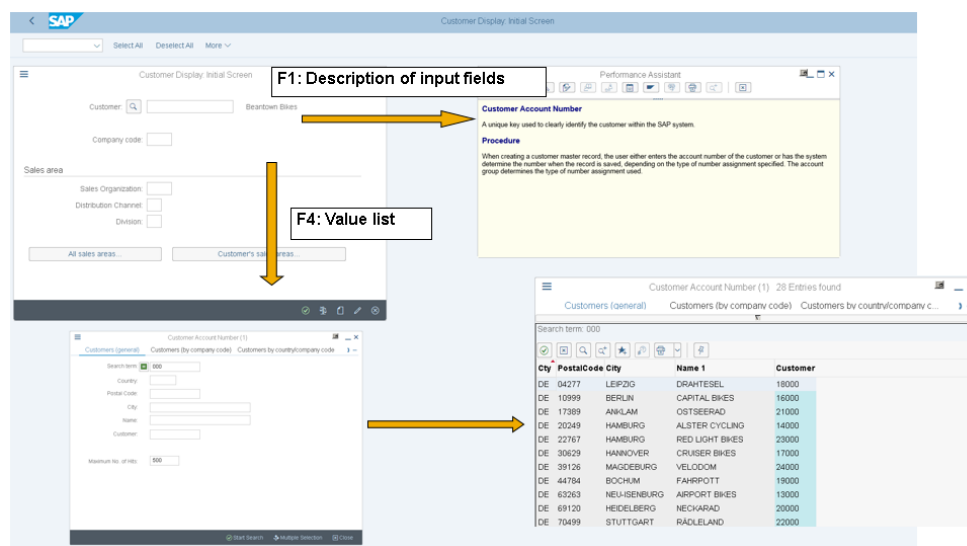 SAP
Customer Display: Initial Screen
Select All Deselect All More
Customer Display: Initial Screen
Customer:
Beantown Bikes
Company code:
Sales area
Sales Organization:
Distribution Channel:
Division:
All sales areas...
Customer's sales areas...
F1: Description of input fields
F4: Value list
Performance Assistant
Customer Account Number
A unique key used to clearly identify the customer within the SAP system.
Procedure
When creating a customer master record, the user either enters the account number of the customer or has the system
determine the number when the record is saved, depending on the type of number assignment specified. The account
group determines the type of number assignment used.
Customer Account Number (1)
Customers (general) Customers (by company code) Customers by country/company code
Search term: 000
Country:
Postal Code:
City:
Name:
Customer:
Maximum No. of Hits: 500
Start Search Multiple Selection Close
Customer Account Number (1) 28 Entries found
Customers (general) Customers (by company code) Customers by country/company c...
Search term: 000
Cty PostalCode City Name 1 Customer
DE 04277 LEIPZIG DRAHTESEL 18000
DE 10999 BERLIN CAPITAL BIKES 16000
DE 17389 ANKLAM OSTSEERAD 21000
DE 20249 HAMBURG ALSTER CYCLING 14000
DE 22767 HAMBURG RED LIGHT BIKES 23000
DE 30629 HANNOVER CRUISER BIKES 17000
DE 39126 MAGDEBURG VELODOM 24000
DE 44784 BOCHUM FAHRPOTT 19000
DE 63263 NEU-ISENBURG AIRPORT BIKES 13000
DE 69120 HEIDELBERG NECKARAD 20000
DE 70499 STUTTGART RÄDLELAND 22000